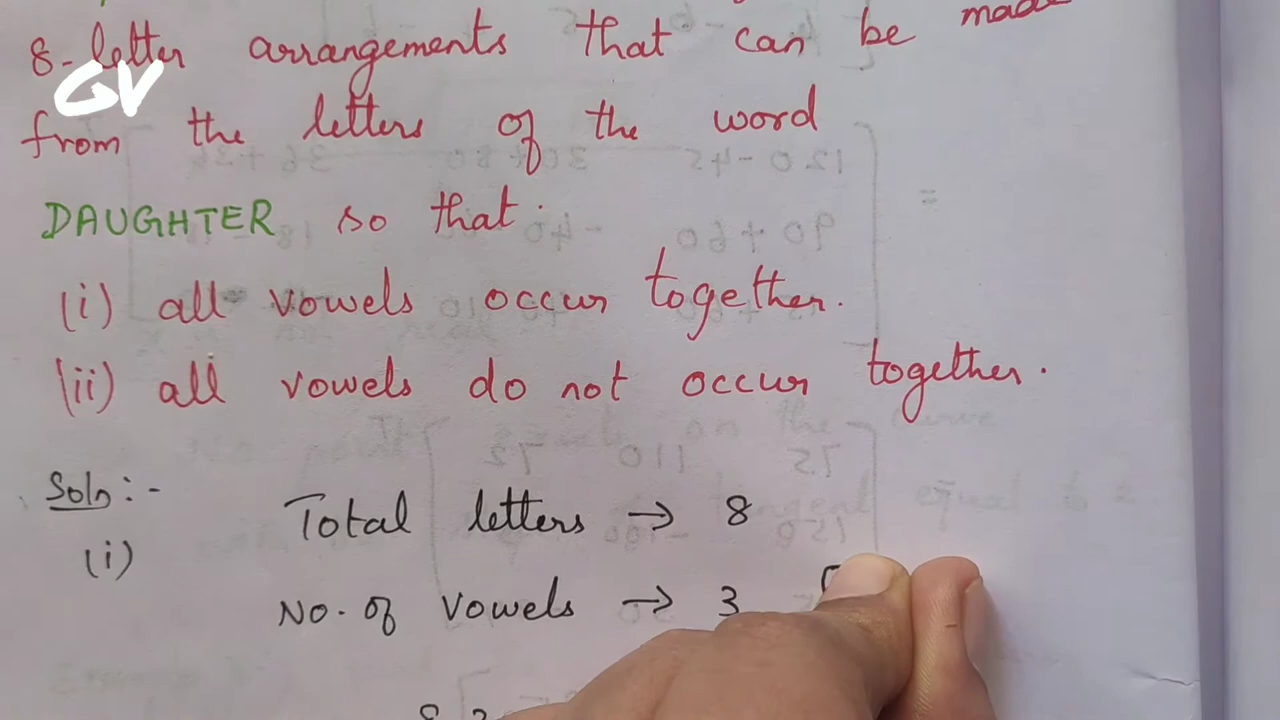 8-letter arrangements that can be made
GV
from the letters of the word
DAUGHTER so that.
(i) all vowels occur together.
(ii) all vowels do not occur together.
Soln:-
(i) Total letters → 8
No. of vowels → 3